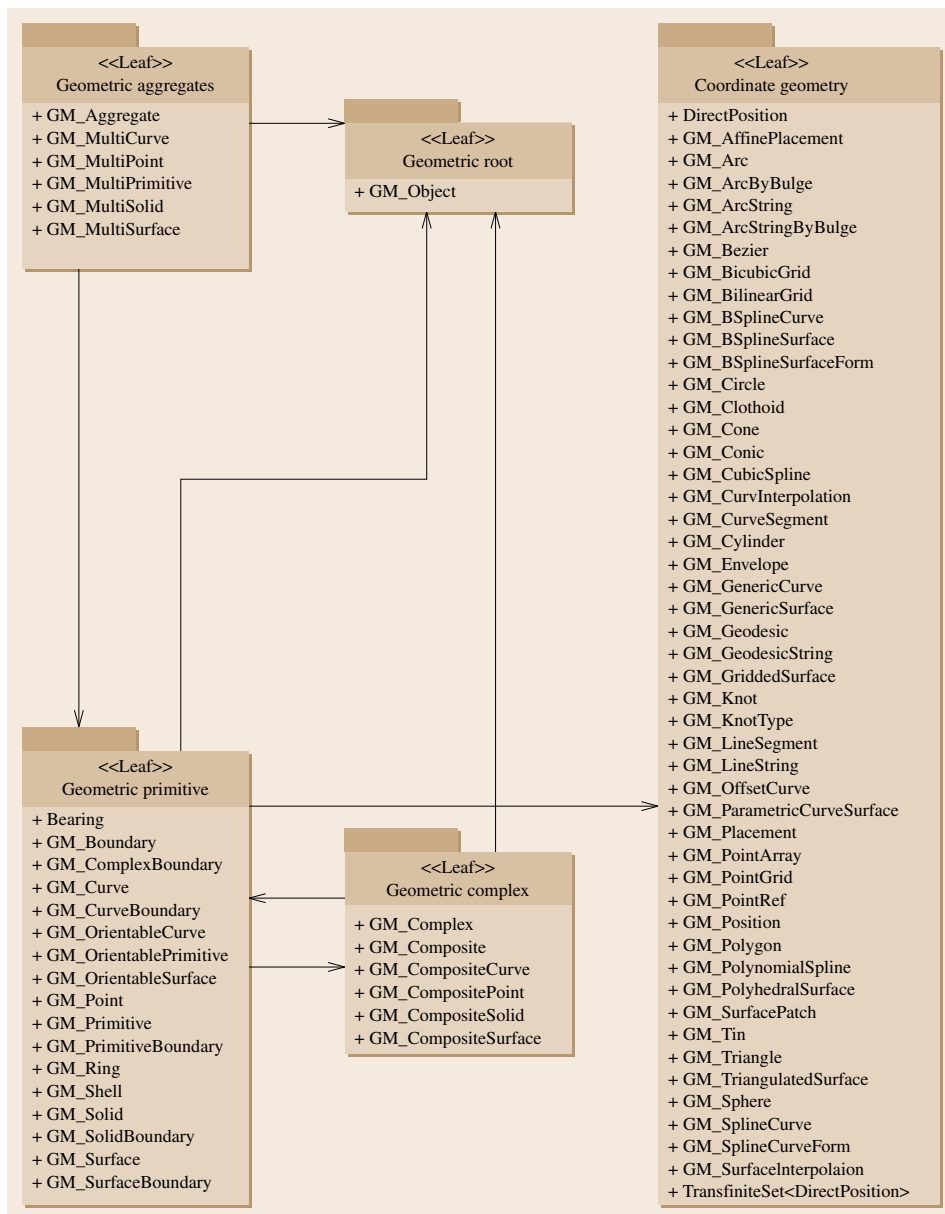 <<Leaf>>
Geometric aggregates
+ GM_Aggregate
+ GM_MultiCurve
+ GM_MultiPoint
+ GM_MultiPrimitive
+ GM_MultiSolid
+ GM_MultiSurface
<<Leaf>>
Geometric root
+ GM_Object
<<Leaf>>
Geometric primitive
+ Bearing
+ GM_Boundary
+ GM_ComplexBoundary
+ GM_Curve
+ GM_CurveBoundary
+ GM_OrientableCurve
+ GM_OrientablePrimitive
+ GM_OrientableSurface
+ GM_Point
+ GM_Primitive
+ GM_PrimitiveBoundary
+ GM_Ring
+ GM_Shell
+ GM_Solid
+ GM_SolidBoundary
+ GM_Surface
+ GM_SurfaceBoundary
<<Leaf>>
Geometric complex
+ GM_Complex
+ GM_Composite
+ GM_CompositeCurve
+ GM_CompositePoint
+ GM_CompositeSolid
+ GM_CompositeSurface
<<Leaf>>
Coordinate geometry
+ DirectPosition
+ GM_AffinePlacement
+ GM_Arc
+ GM_ArcByBulge
+ GM_ArcString
+ GM_ArcStringByBulge
+ GM_Bezier
+ GM_BicubicGrid
+ GM_BilinearGrid
+ GM_BSplineCurve
+ GM_BSplineSurface
+ GM_BSplineSurfaceForm
+ GM_Circle
+ GM_Clothoid
+ GM_Cone
+ GM_Conic
+ GM_CubicSpline
+ GM_CurvInterpolation
+ GM_CurveSegment
+ GM_Cylinder
+ GM_Envelope
+ GM_GenericCurve
+ GM_GenericSurface
+ GM_Geodesic
+ GM_GeodesicString
+ GM_GriddedSurface
+ GM_Knot
+ GM_KnotType
+ GM_LineSegment
+ GM_LineString
+ GM_OffsetCurve
+ GM_ParametricCurveSurface
+ GM_Placement
+ GM_PointArray
+ GM_PointGrid
+ GM_PointRef
+ GM_Position
+ GM_Polygon
+ GM_PolynomialSpline
+ GM_PolyhedralSurface
+ GM_SurfacePatch
+ GM_Tin
+ GM_Triangle
+ GM_TriangulatedSurface
+ GM_Sphere
+ GM_SplineCurve
+ GM_SplineCurveForm
+ GM_SurfaceInterpolaion
+ TransfiniteSet<DirectPosition>